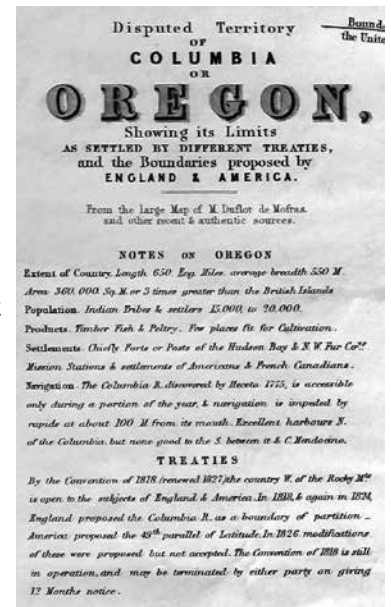 Disputed Territory
OF
COLUMBIA
OR
OREGON,
Showing its Limits
AS SETTLED BY DIFFERENT TREATIES,
and the Boundaries proposed by
ENGLAND & AMERICA.
From the large Map of M. Duflot de Mofras,
and other recent & authentic sources.
Bound.
the Unite
NOTES ON OREGON
Extent of Country. Length 650. Eng. Miles. average breadth 550 M.
Area 360,000. Sq. M. or 3 times greater than the British Islands
Population. Indian Tribes & settlers 15,000, to 20,000.
Products. Timber Fish & Peltry. Few places fit for Cultivation.
Settlements. Chiefly Forts or Posts of the Hudson Bay & N. W. Fur Coys.
Mission Stations & settlements of Americans & French Canadians.
Navigation. The Columbia R. discovered by Heceta 1775, is accessible
only during a portion of the year, & navigation is impeded by
rapids at about 100 M. from its mouth. Excellent harbours N.
of the Columbia, but none good to the S. between it & C. Mendocino.
TREATIES
By the Convention of 1818 (renewed 1827) the country W. of the Rocky Mts.
is open to the subjects of England & America. In 1818, & again in 1824,
England proposed the Columbia R. as a boundary of partition _
America proposed the 49th. parallel of Latitude. In 1826. modifications
of these were proposed but not accepted. The Convention of 1818 is still
in operation, and may be terminated by either party on giving
12 Months notice.